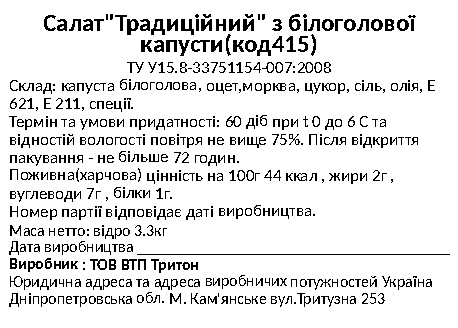 Салат"Традиційний" з білоголової
капусти(код415)
ТУ У15.8-33751154-007:2008
Склад: капуста білоголова, оцет,морква, цукор, сіль, олія, Е
621, Е 211, спеції.
Термін та умови придатності: 60 діб при t 0 до 6 С та
відностій вологості повітря не вище 75%. Після відкриття
пакування - не більше 72 годин.
Поживна(харчова) цінність на 100г 44 ккал , жири 2г ,
вуглеводи 7г , білки 1г.
Номер партії відповідає даті виробництва.
Маса нетто: відро 3.3кг
Дата виробництва
Виробник : ТОВ ВТП Тритон
Юридична адреса та адреса виробничих потужностей Україна
Дніпропетровська обл. М. Кам'янське вул.Тритузна 253